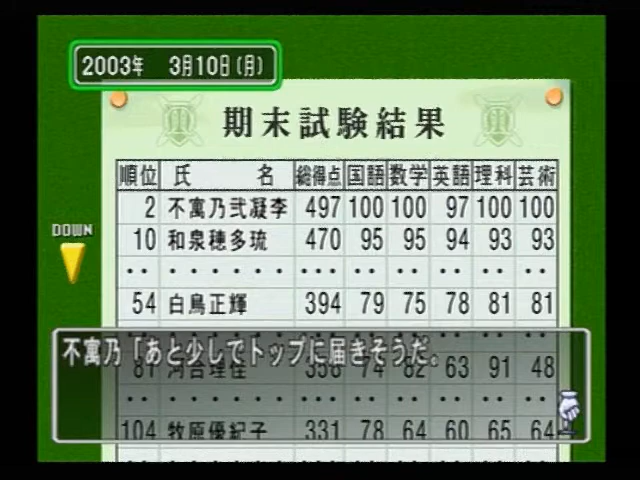 2003年 3月10日(月)
期末試験結果
順位 氏 名 総得点 国語 数学 英語 理科 芸術
2 不寓乃弐凝李 497 100 100 97 100 100
10 和泉穂多琉 470 95 95 94 93 93
DOWN
‥ ‥‥‥‥‥‥ ‥‥ ‥ ‥ ‥ ‥ ‥
54 白鳥正輝 394 79 75 78 81 81
不寓乃「あと少しでトップに届きそうだ。
81 河合理佳 358 74 82 63 91 48
‥ ‥‥‥‥‥‥ ‥‥ ‥ ‥ ‥ ‥ ‥
104 牧原優紀子 331 78 64 60 65 64